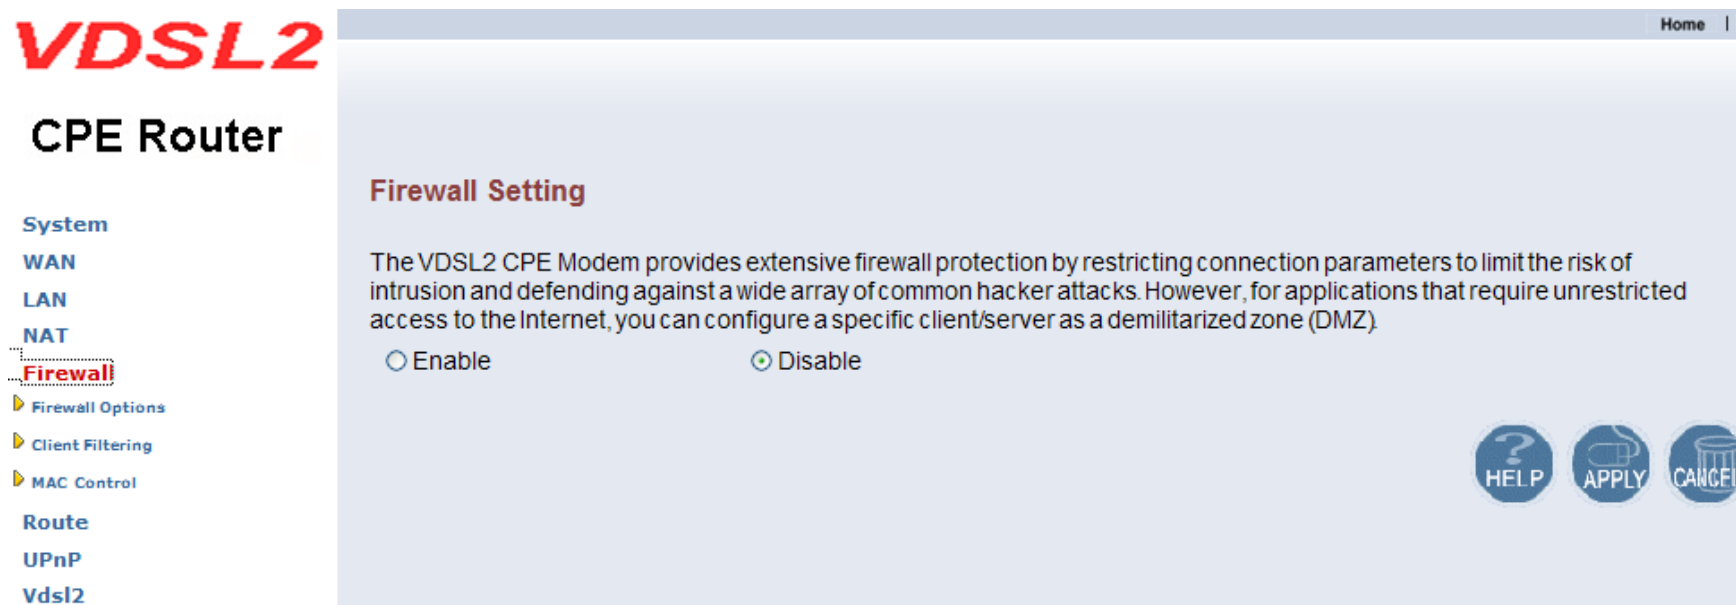 VDSL2
CPE Router
Home |
System
WAN
LAN
NAT
Firewall
Firewall Options
Client Filtering
MAC Control
Route
UPnP
Vdsl2
Firewall Setting
The VDSL2 CPE Modem provides extensive firewall protection by restricting connection parameters to limit the risk of
intrusion and defending against a wide array of common hacker attacks. However, for applications that require unrestricted
access to the Internet, you can configure a specific client/server as a demilitarized zone (DMZ).
Enable Disable
HELP APPLY CANCEL